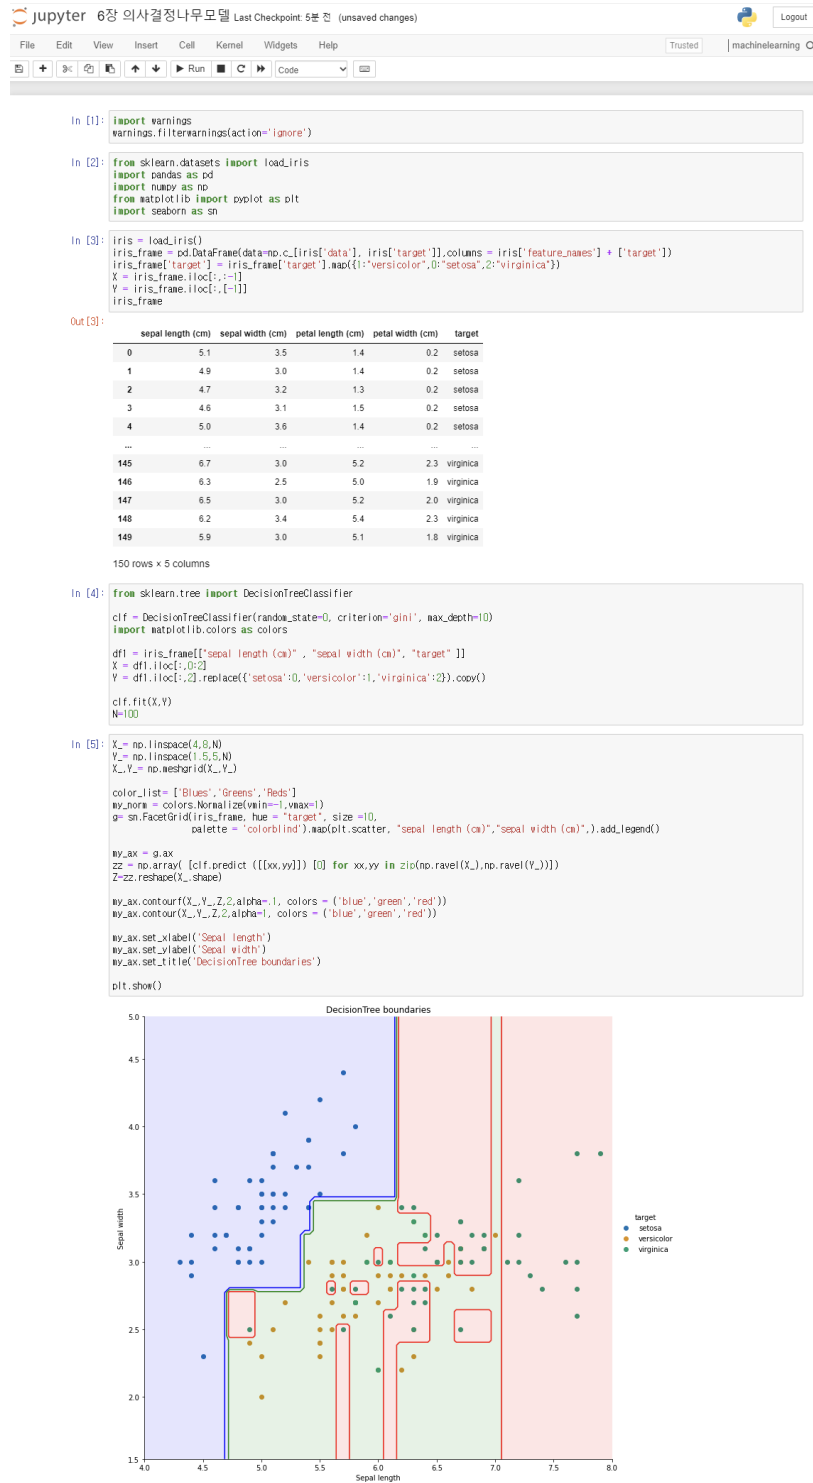 jupyter 6장 의사결정나무모델 Last Checkpoint: 5분 전 (unsaved changes)
Logout
File Edit View Insert Cell Kernel Widgets Help
Trusted
machinelearning
Run
Code
In [1]: import warnings
warnings.filterwarnings(action='ignore')
In [2]: from sklearn.datasets import load_iris
import pandas as pd
import numpy as np
from matplotlib import pyplot as plt
import seaborn as sn
In [3]: iris = load_iris()
iris_frame = pd.DataFrame(data=np.c_[iris['data'], iris['target']],columns = iris['feature_names'] + ['target'])
iris_frame['target'] = iris_frame['target'].map({1:"versicolor",0:"setosa",2:"virginica"})
X = iris_frame.iloc[:,:-1]
Y = iris_frame.iloc[:,[-1]]
iris_frame
Out[3]:
sepal length (cm) sepal width (cm) petal length (cm) petal width (cm) target
0 5.1 3.5 1.4 0.2 setosa
1 4.9 3.0 1.4 0.2 setosa
2 4.7 3.2 1.3 0.2 setosa
3 4.6 3.1 1.5 0.2 setosa
4 5.0 3.6 1.4 0.2 setosa
... ... ... ... ... ...
145 6.7 3.0 5.2 2.3 virginica
146 6.3 2.5 5.0 1.9 virginica
147 6.5 3.0 5.2 2.0 virginica
148 6.2 3.4 5.4 2.3 virginica
149 5.9 3.0 5.1 1.8 virginica
150 rows × 5 columns
In [4]: from sklearn.tree import DecisionTreeClassifier
clf = DecisionTreeClassifier(random_state=0, criterion='gini', max_depth=10)
import matplotlib.colors as colors
df1 = iris_frame[["sepal length (cm)" , "sepal width (cm)", "target" ]]
X = df1.iloc[:,0:2]
Y = df1.iloc[:,2].replace({'setosa':0,'versicolor':1,'virginica':2}).copy()
clf.fit(X,Y)
N=100
In [5]: X_= np.linspace(4,8,N)
Y_= np.linspace(1.5,5,N)
X_,Y_= np.meshgrid(X_,Y_)
color_list= ['Blues','Greens','Reds']
my_norm = colors.Normalize(vmin=-1,vmax=1)
g= sn.FacetGrid(iris_frame, hue = "target", size =10,
palette = 'colorblind').map(plt.scatter, "sepal length (cm)","sepal width (cm)",).add_legend()
my_ax = g.ax
zz = np.array( [clf.predict ([[xx,yy]]) [0] for xx,yy in zip(np.ravel(X_),np.ravel(Y_))])
Z=zz.reshape(X_.shape)
my_ax.contourf(X_,Y_,Z,2,alpha=.1, colors = ('blue','green','red'))
my_ax.contour(X_,Y_,Z,2,alpha=1, colors = ('blue','green','red'))
my_ax.set_xlabel('Sepal length')
my_ax.set_ylabel('Sepal width')
my_ax.set_title('DecisionTree boundaries')
plt.show()
DecisionTree boundaries
5.0
4.5
4.0
3.5
3.0
2.5
2.0
1.5
Sepal width
4.0 4.5 5.0 5.5 6.0 6.5 7.0 7.5 8.0
Sepal length
target
setosa
versicolor
virginica